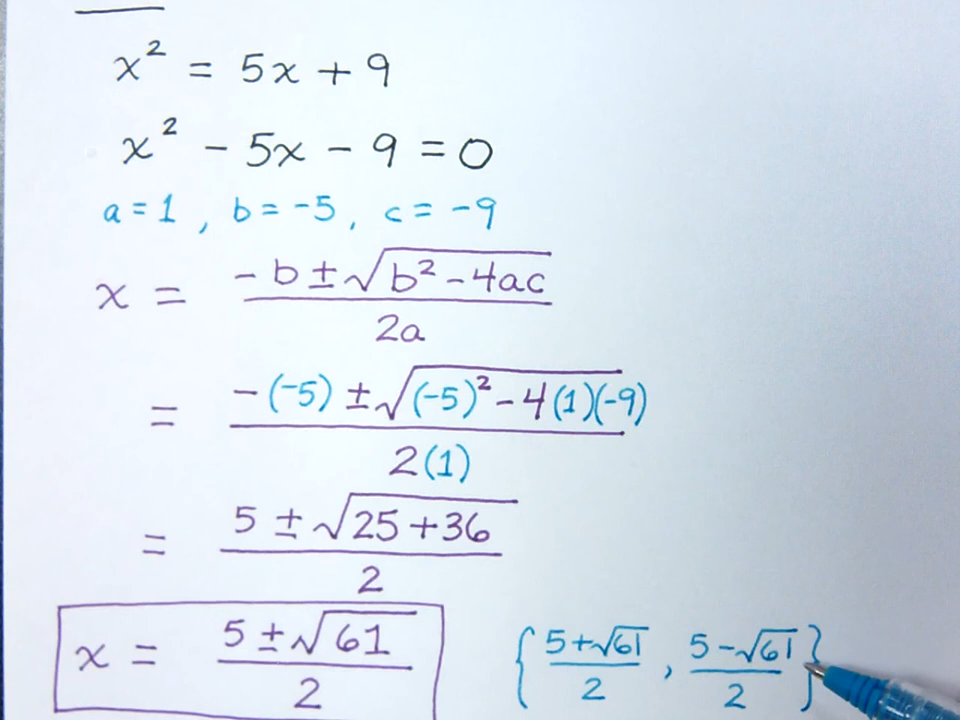 x² = 5x + 9
x² - 5x - 9 = 0
a = 1 , b = -5 , c = -9
x = (-b ± √(b² - 4ac)) / 2a
= (-(-5) ± √((-5)² - 4(1)(-9))) / 2(1)
= (5 ± √(25 + 36)) / 2
x = (5 ± √61) / 2
{ (5 + √61) / 2 , (5 - √61) / 2 }